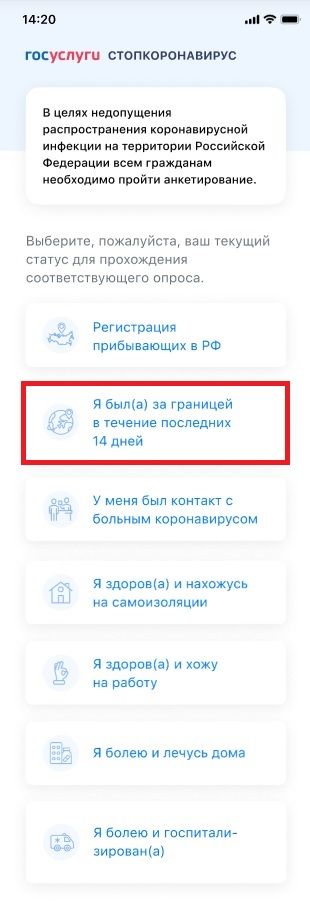 14:20
госуслуги СТОПКОРОНАВИРУС
В целях недопущения
распространения коронавирусной
инфекции на территории Российской
Федерации всем гражданам
необходимо пройти анкетирование.
Выберите, пожалуйста, ваш текущий
статус для прохождения
соответствующего опроса.
Регистрация
прибывающих в РФ
Я был(а) за границей
в течение последних
14 дней
У меня был контакт с
больным коронавирусом
Я здоров(а) и нахожусь
на самоизоляции
Я здоров(а) и хожу
на работу
Я болею и лечусь дома
Я болею и госпитали-
зирован(а)